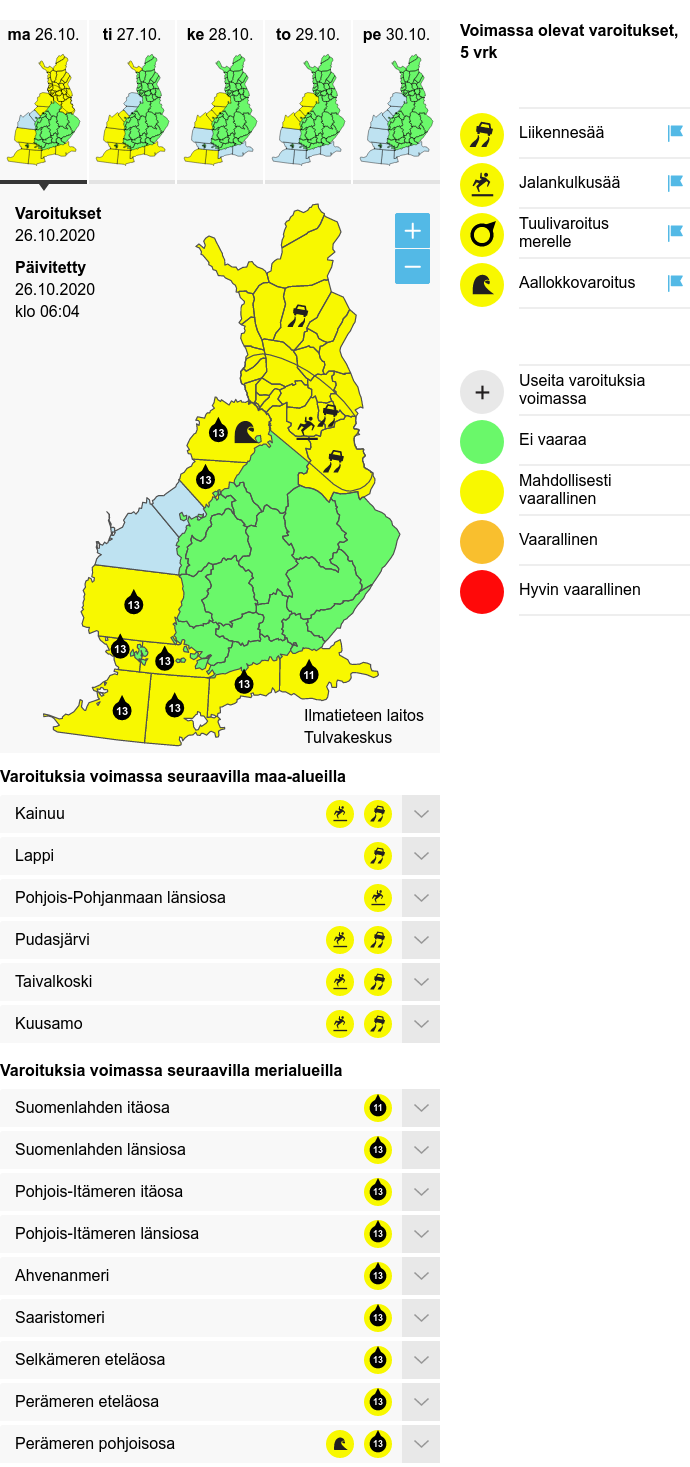 ma 26.10.
ti 27.10.
ke 28.10.
to 29.10.
pe 30.10.
Varoitukset
26.10.2020
Päivitetty
26.10.2020
klo 06:04
+
−
13
13
13
13
13
13
13
13
11
Ilmatieteen laitos
Tulvakeskus
Voimassa olevat varoitukset,
5 vrk
Liikennesää
Jalankulkusää
Tuulivaroitus
merelle
Aallokkovaroitus
+
Useita varoituksia
voimassa
Ei vaaraa
Mahdollisesti
vaarallinen
Vaarallinen
Hyvin vaarallinen
Varoituksia voimassa seuraavilla maa-alueilla
Kainuu
Lappi
Pohjois-Pohjanmaan länsiosa
Pudasjärvi
Taivalkoski
Kuusamo
Varoituksia voimassa seuraavilla merialueilla
Suomenlahden itäosa 11
Suomenlahden länsiosa 13
Pohjois-Itämeren itäosa 13
Pohjois-Itämeren länsiosa 13
Ahvenanmeri 13
Saaristomeri 13
Selkämeren eteläosa 13
Perämeren eteläosa 13
Perämeren pohjoisosa 13